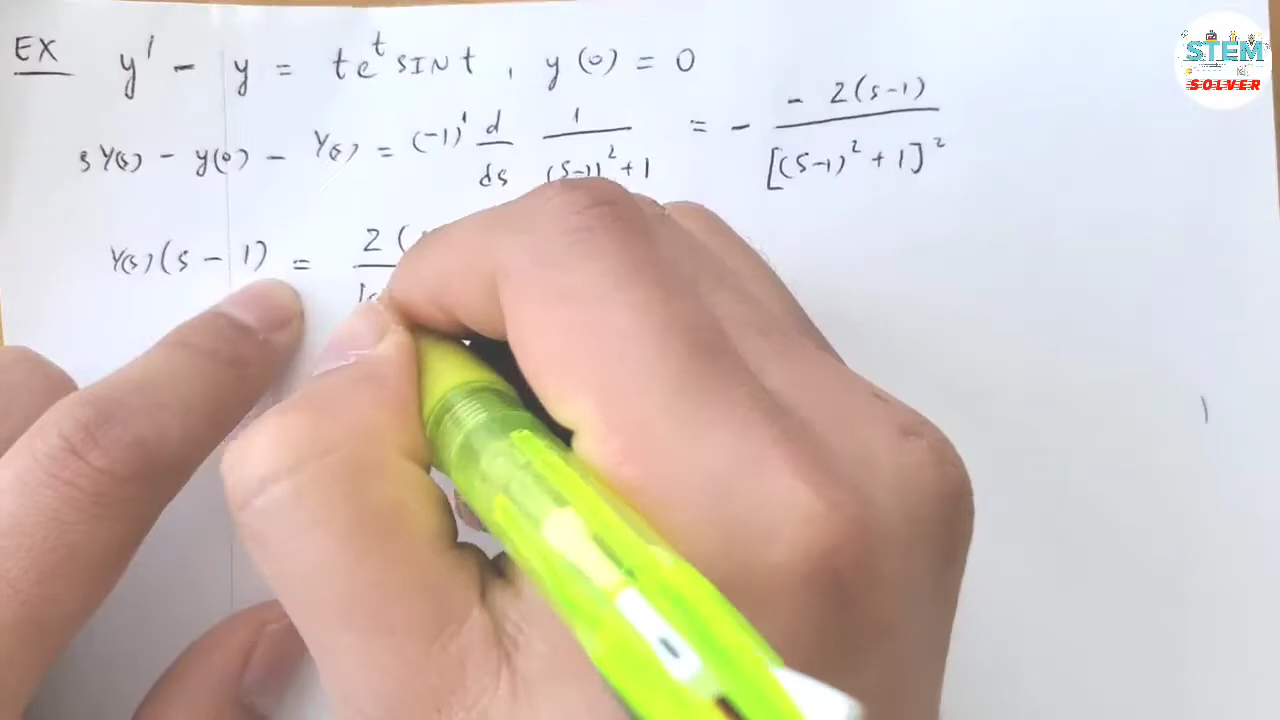 EX y' - y = te^t SINt, y(0) = 0
sY(s) - y(0) - Y(s) = (-1)^1 d/ds 1/((s-1)^2+1) = - -2(s-1)/[(s-1)^2+1]^2
Y(s)(s-1) = 2(
STEM
SOLVER